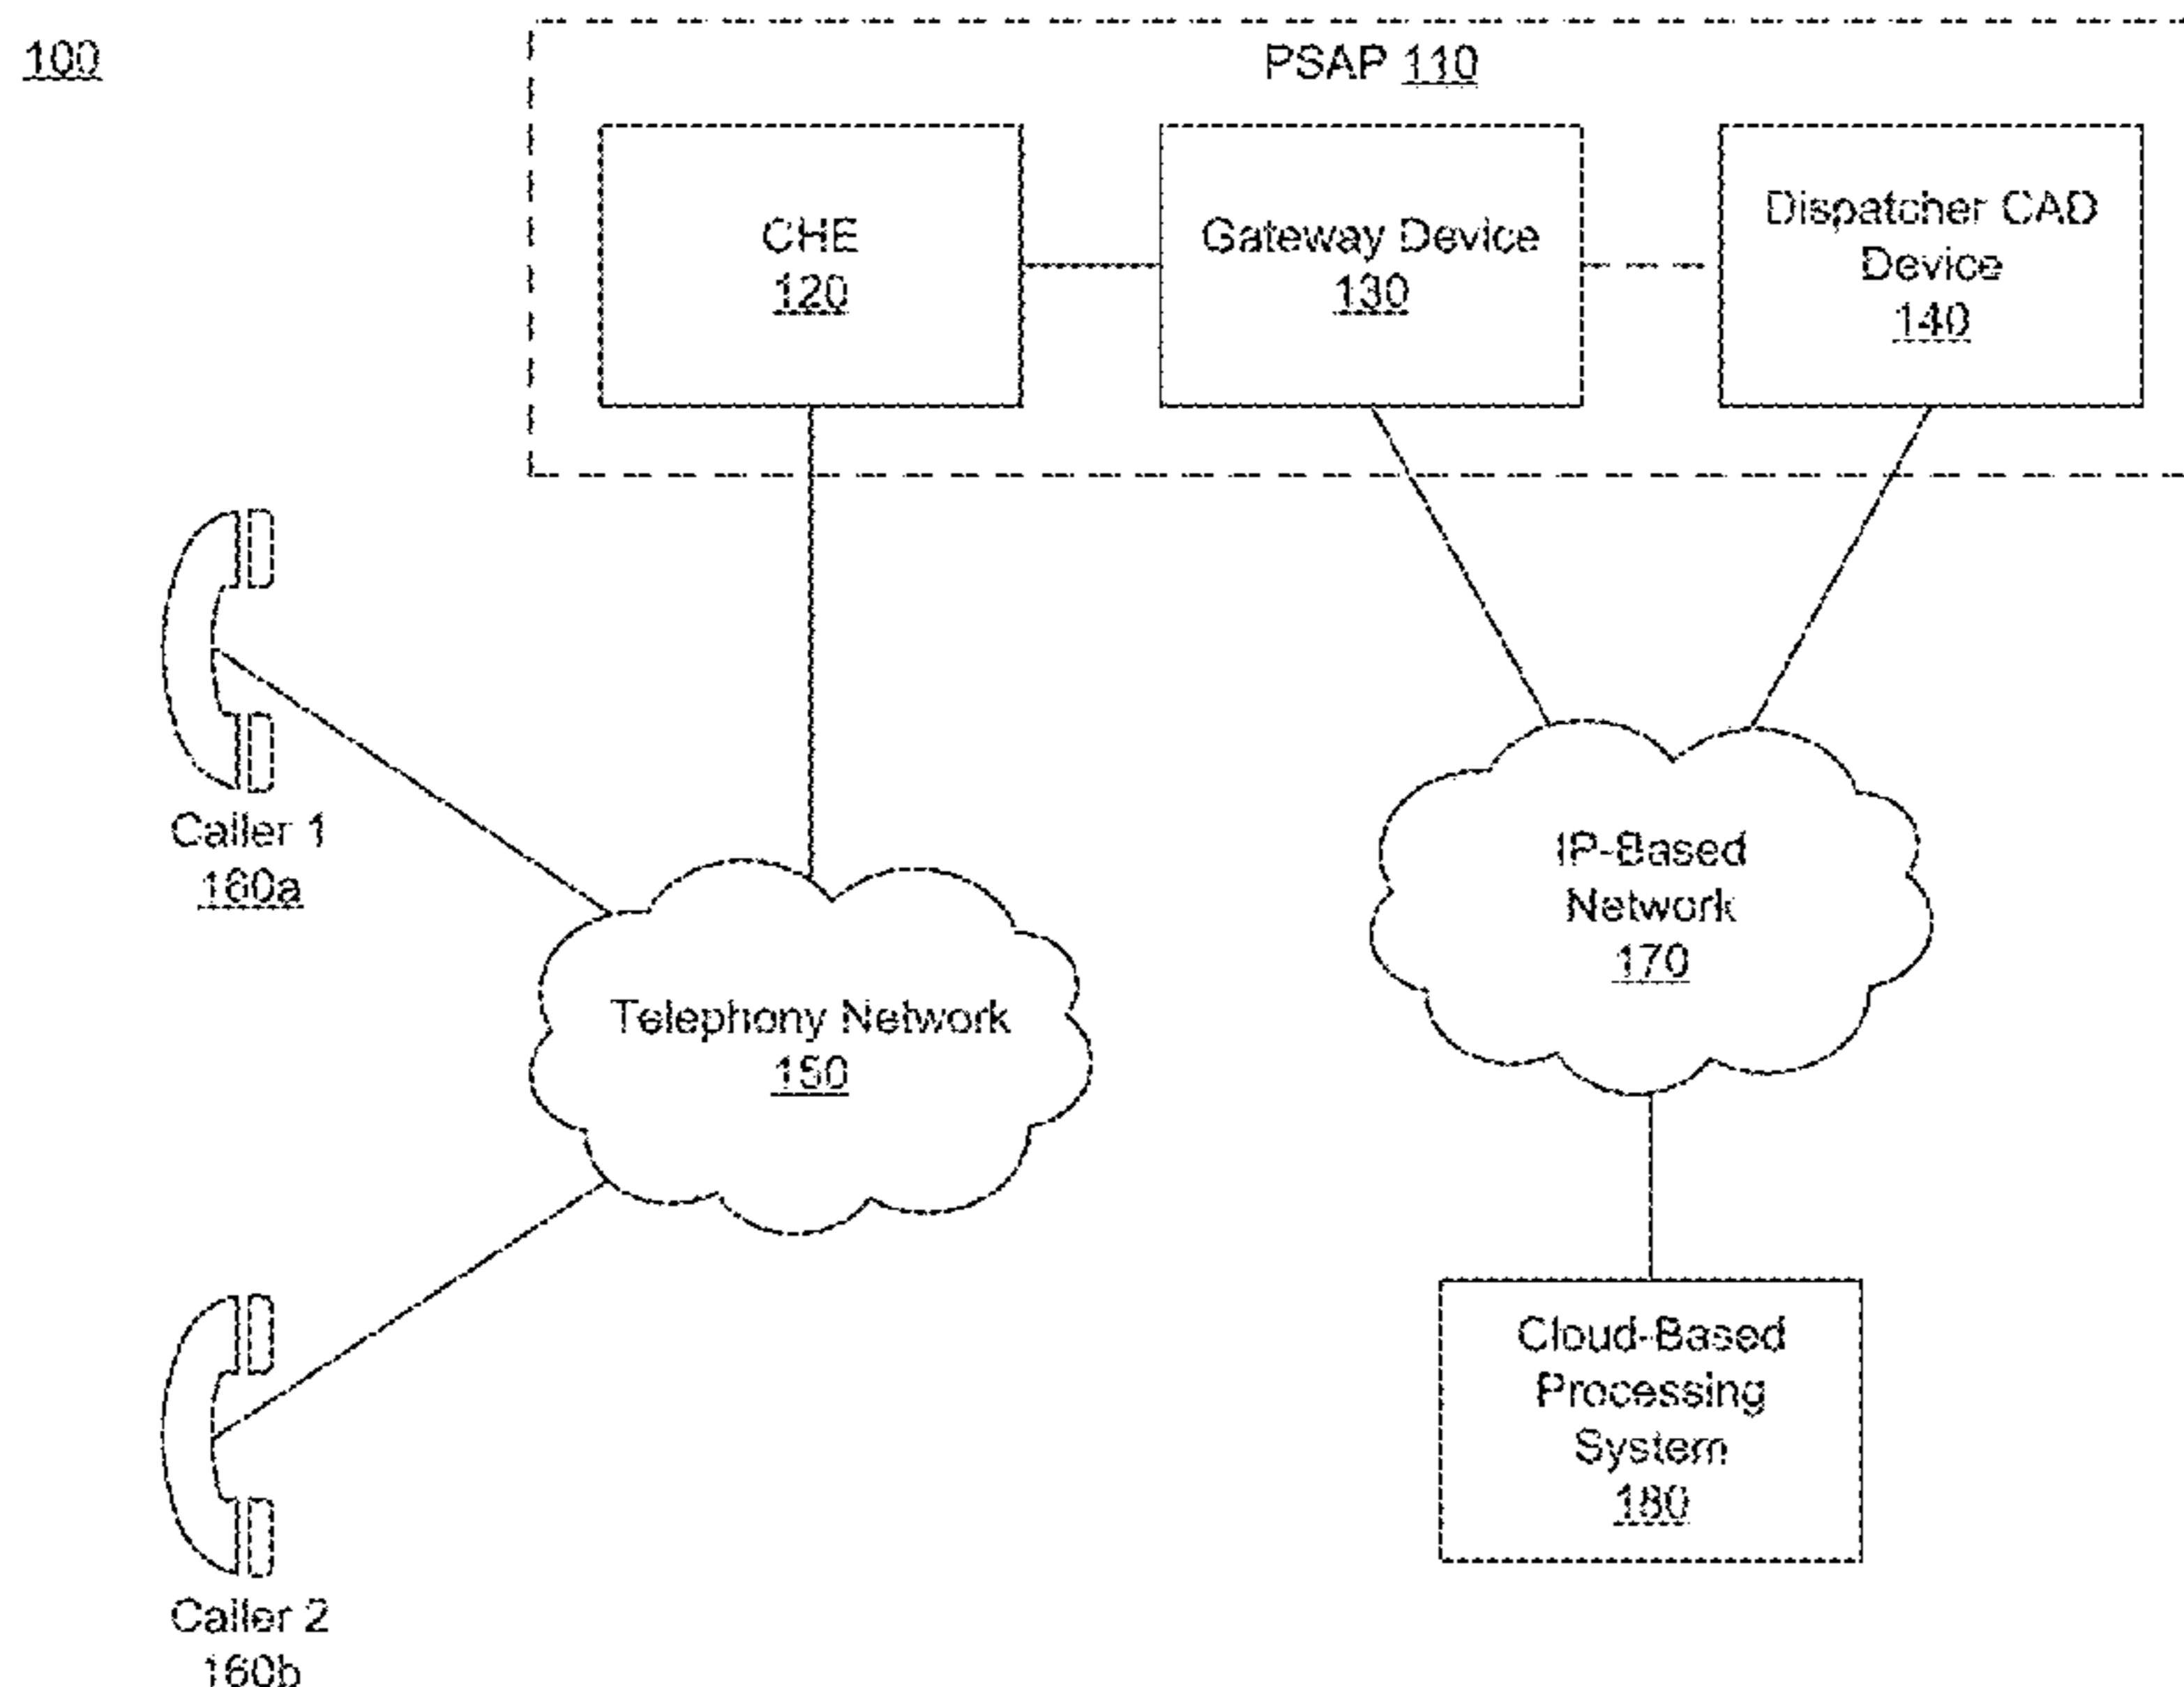 100
PSAP 110
CHE
120
Gateway Device
130
Dispatcher CAD
Device
140
Caller 1
160a
IP-Based
Network
170
Telephony Network
150
Cloud-Based
Processing
System
180
Caller 2
160b